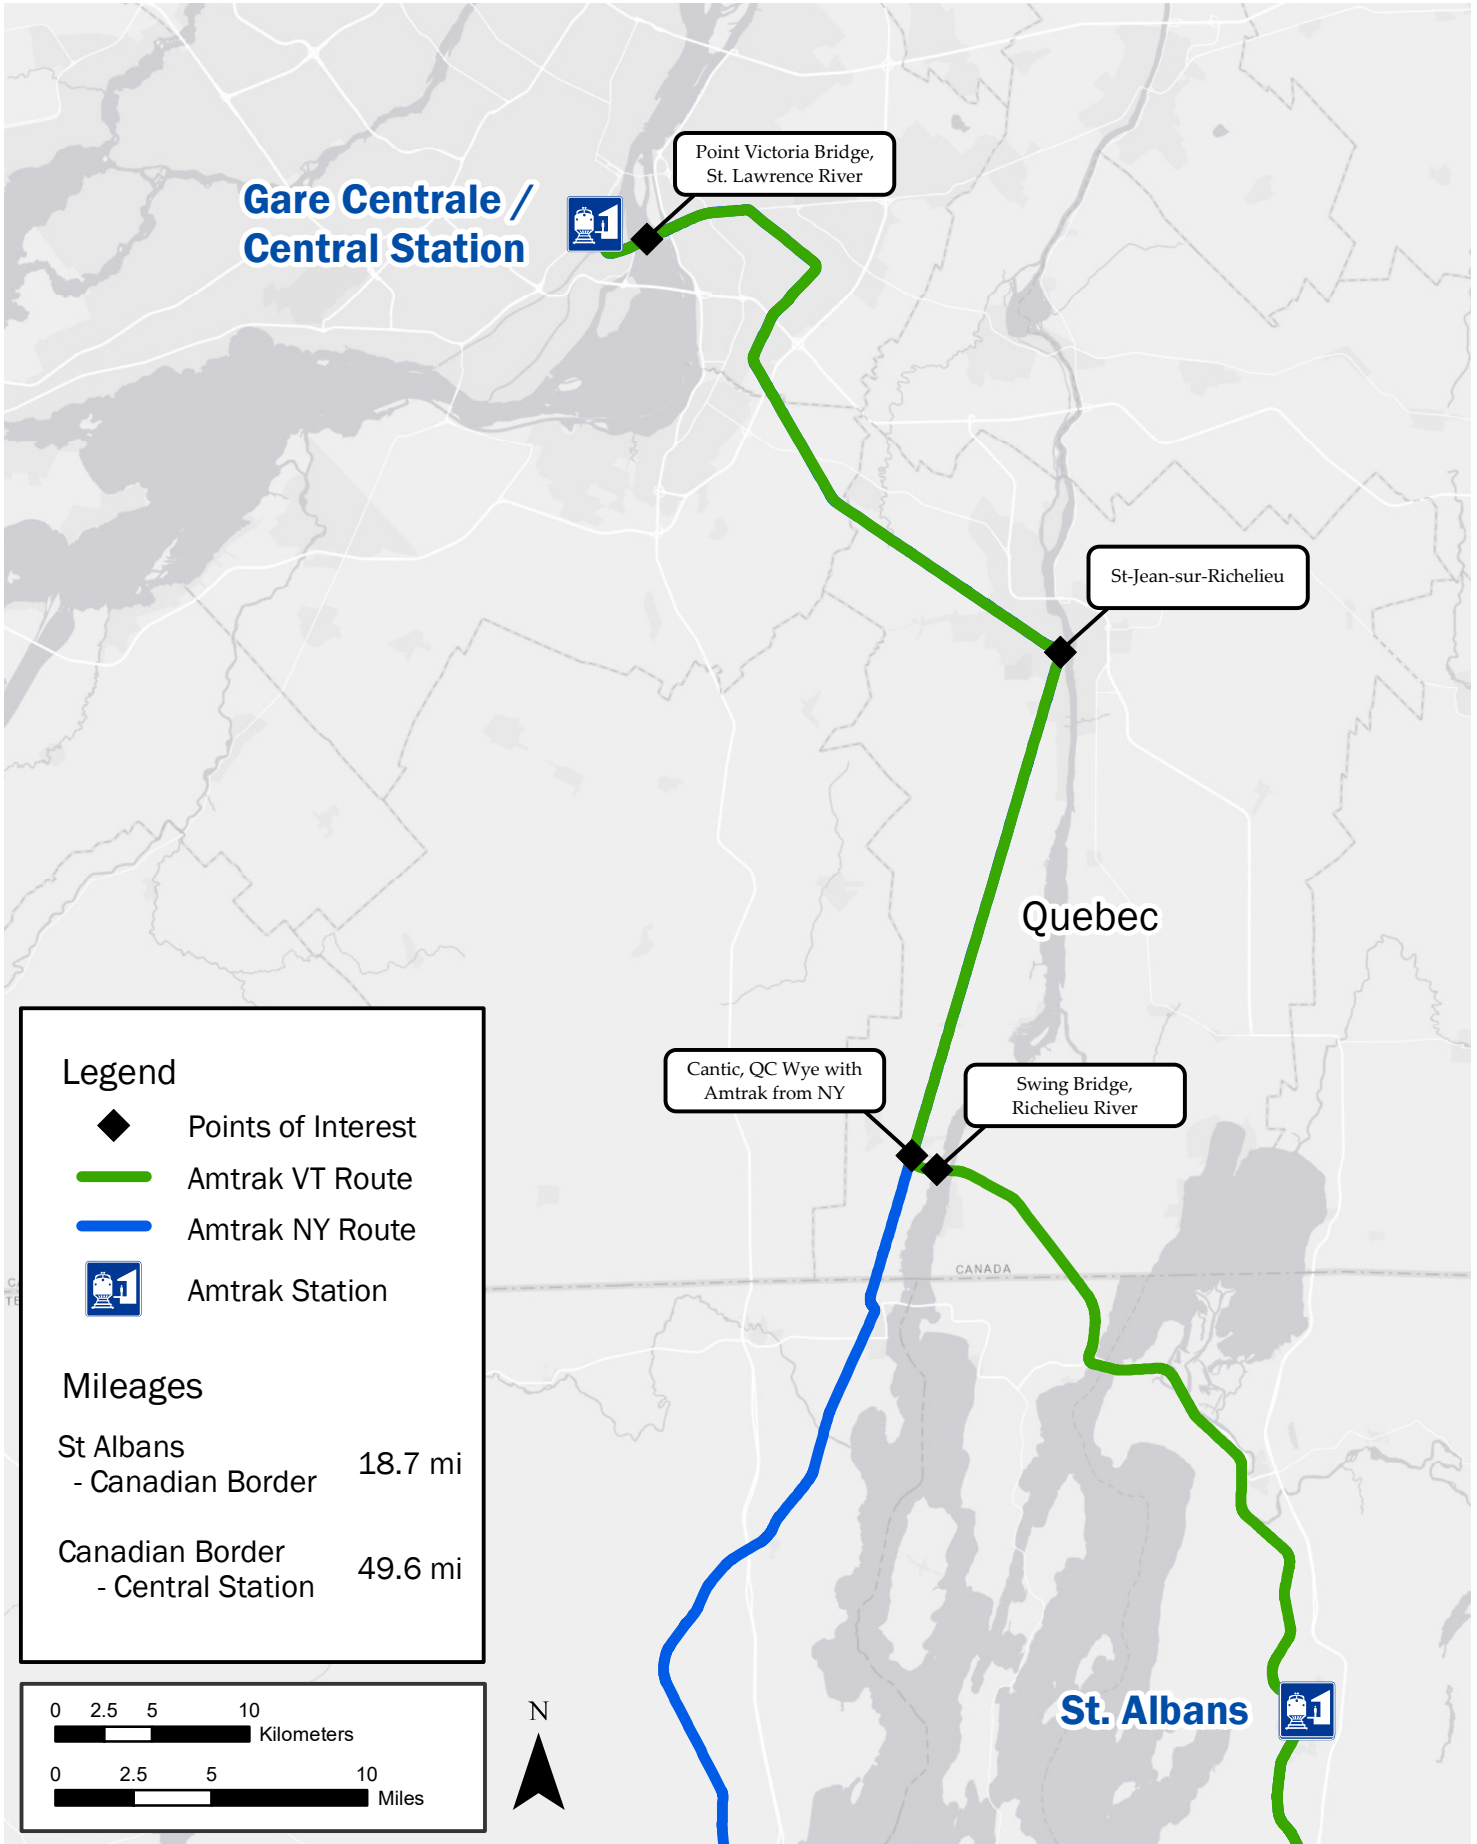 Point Victoria Bridge,
St. Lawrence River
Gare Centrale /
Central Station
St-Jean-sur-Richelieu
Quebec
Cantic, QC Wye with
Amtrak from NY
Swing Bridge,
Richelieu River
CANADA
Legend
Points of Interest
Amtrak VT Route
Amtrak NY Route
Amtrak Station
Mileages
St Albans
- Canadian Border
18.7 mi
Canadian Border
- Central Station
49.6 mi
St. Albans
0 2.5 5 10
Kilometers
0 2.5 5 10
Miles
N